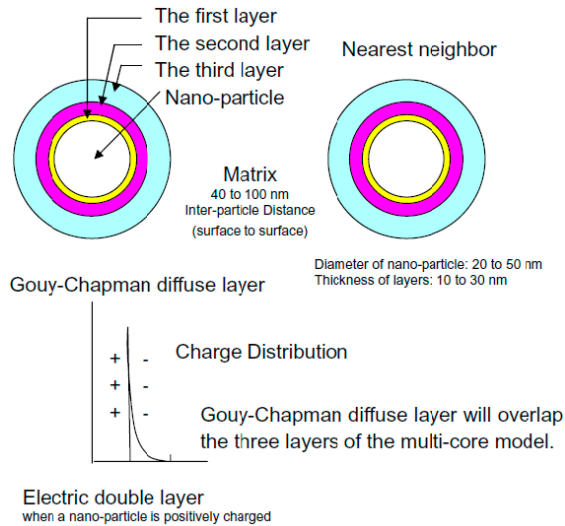 The first layer
The second layer
The third layer
Nano-particle
Nearest neighbor
Matrix
40 to 100 nm
Inter-particle Distance
(surface to surface)
Diameter of nano-particle: 20 to 50 nm
Thickness of layers: 10 to 30 nm
Gouy-Chapman diffuse layer
+ -
Charge Distribution
+ -
+ -
Gouy-Chapman diffuse layer will overlap
the three layers of the multi-core model.
Electric double layer
when a nano-particle is positively charged